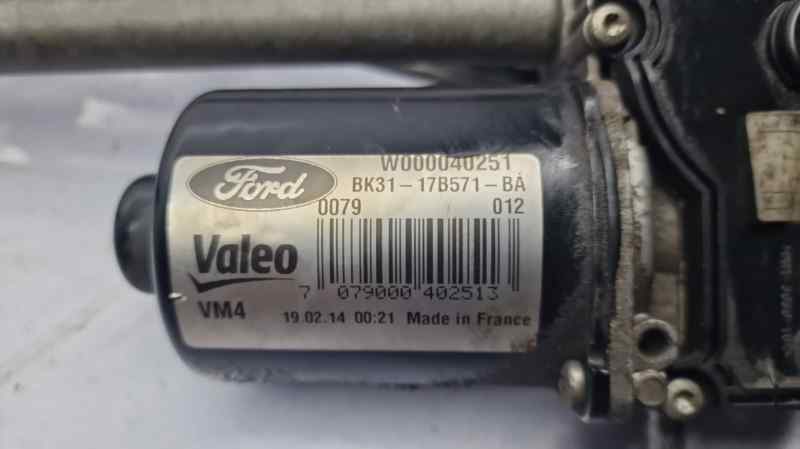 Ford
W000040251
BK31-17B571-BA
0079 012
Valeo
7 079000 402513
VM4
19.02.14 00:21 Made in France